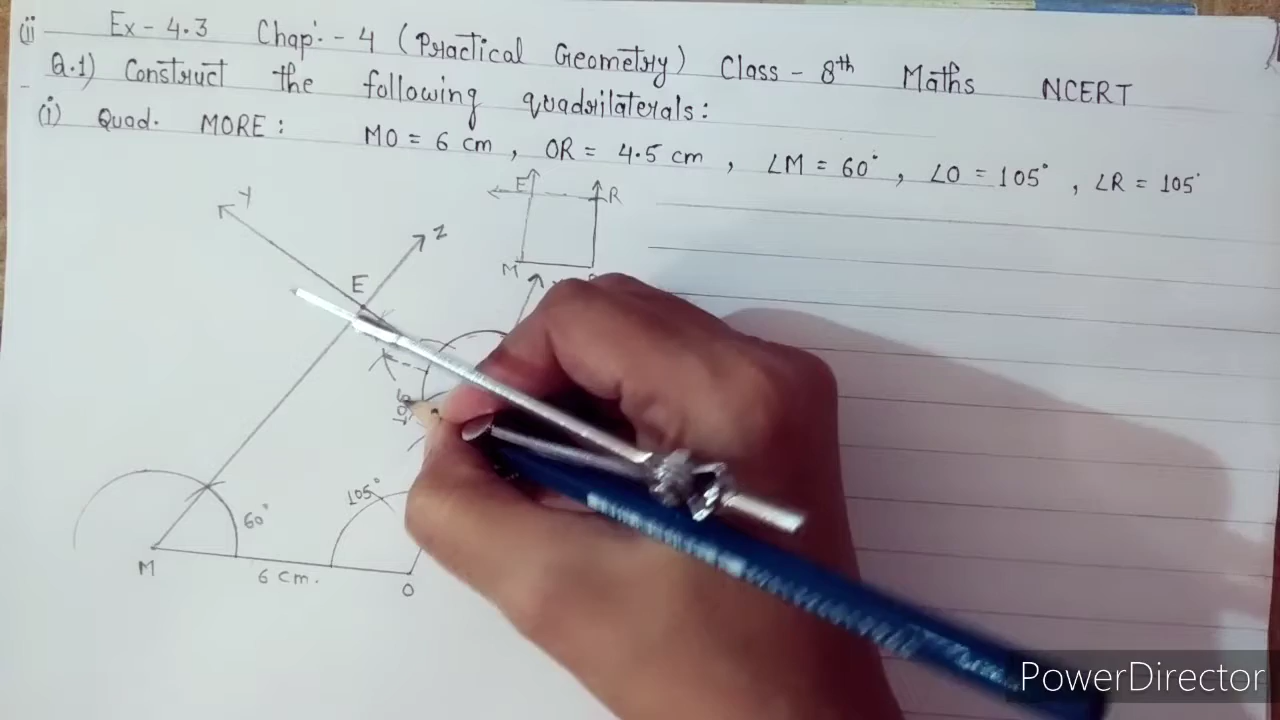 (ii
Ex - 4.3 Chap:- 4 (Practical Geometry) Class - 8th Maths NCERT
Q.1) Construct the following quadrilaterals:
(i) Quad. MORE: MO = 6 cm, OR = 4.5 cm, ∠M = 60°, ∠O = 105°, ∠R = 105°
E R
M
Y
Z
E
105°
60°
M
6 cm.
O
PowerDirector